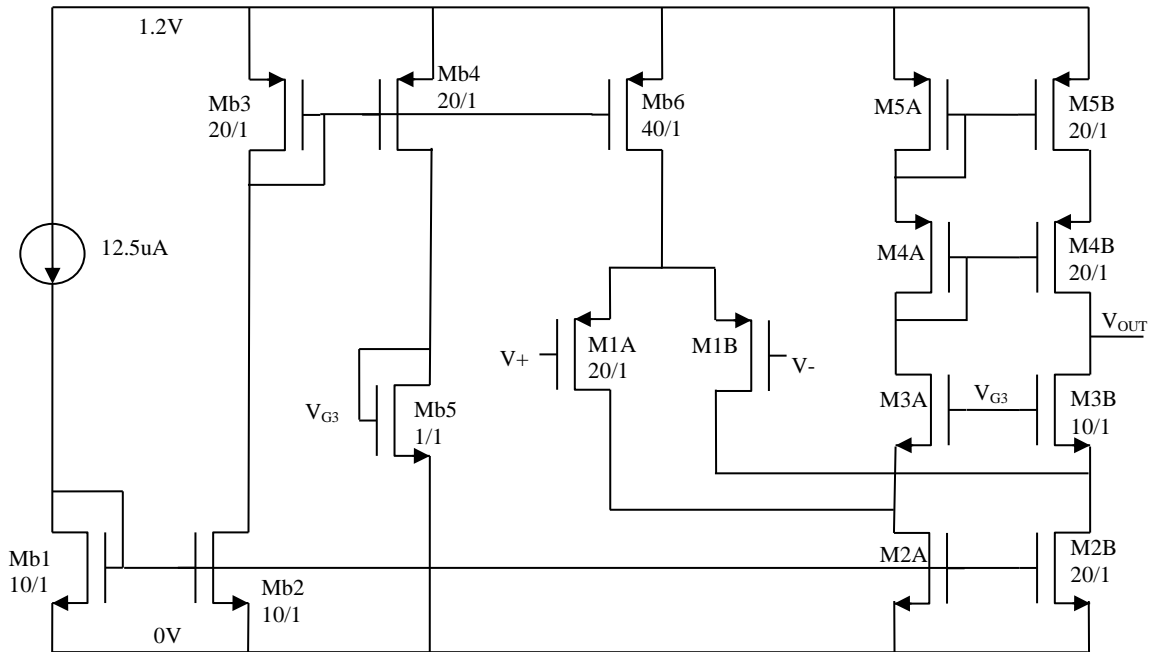 1.2V
Mb3
20/1
Mb4
20/1
Mb6
40/1
M5A
M5B
20/1
12.5uA
M4A
M4B
20/1
VOUT
V+
M1A
20/1
M1B
V-
M3A
VG3
M3B
10/1
VG3
Mb5
1/1
Mb1
10/1
Mb2
10/1
M2A
M2B
20/1
0V